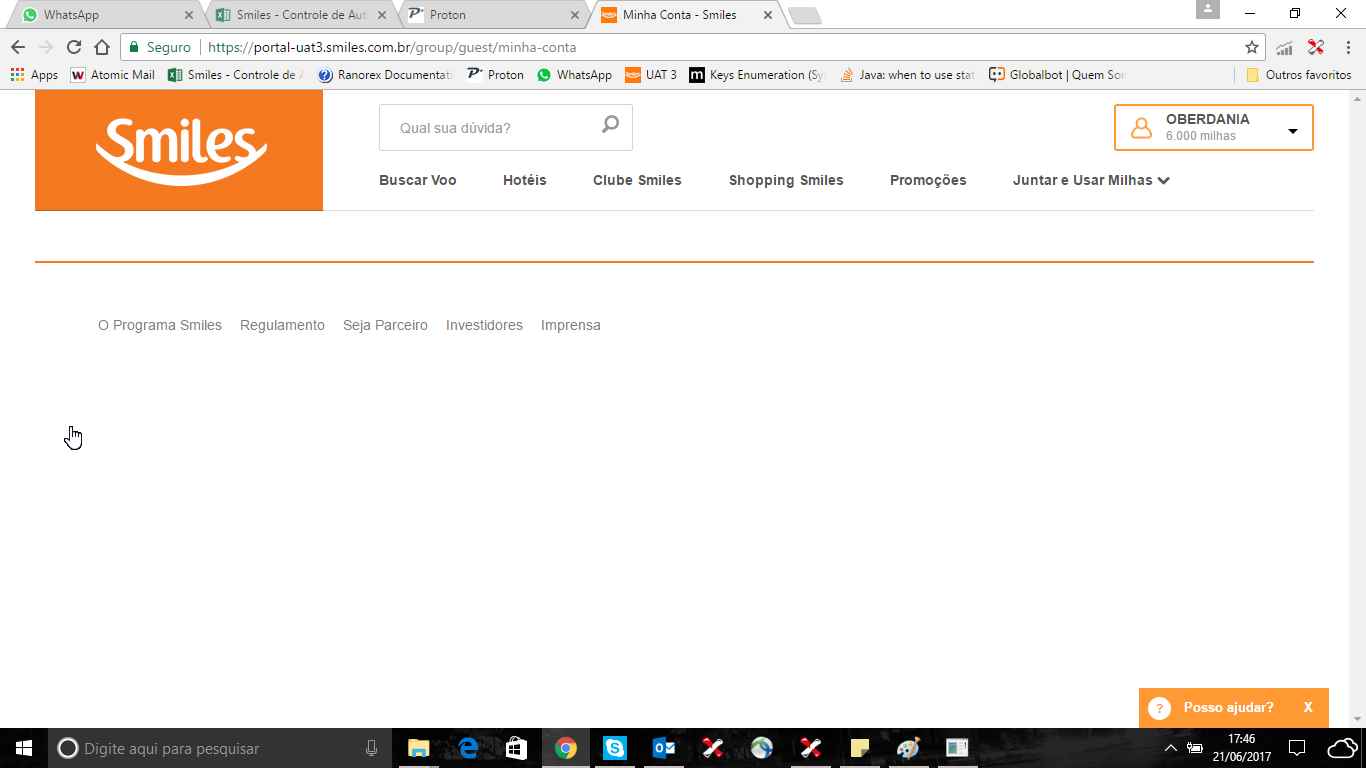 WhatsApp
Smiles - Controle de Aut
Proton
Minha Conta - Smiles
Seguro
https://portal-uat3.smiles.com.br/group/guest/minha-conta
Apps
Atomic Mail
Smiles - Controle de A
Ranorex Documentati
Proton
WhatsApp
UAT 3
Keys Enumeration (Sy
Java: when to use stat
Globalbot | Quem Som
Outros favoritos
Smiles
Qual sua dúvida?
OBERDANIA
6.000 milhas
Buscar Voo Hotéis Clube Smiles Shopping Smiles Promoções Juntar e Usar Milhas
O Programa Smiles Regulamento Seja Parceiro Investidores Imprensa
? Posso ajudar? X
Digite aqui para pesquisar
17:46
21/06/2017